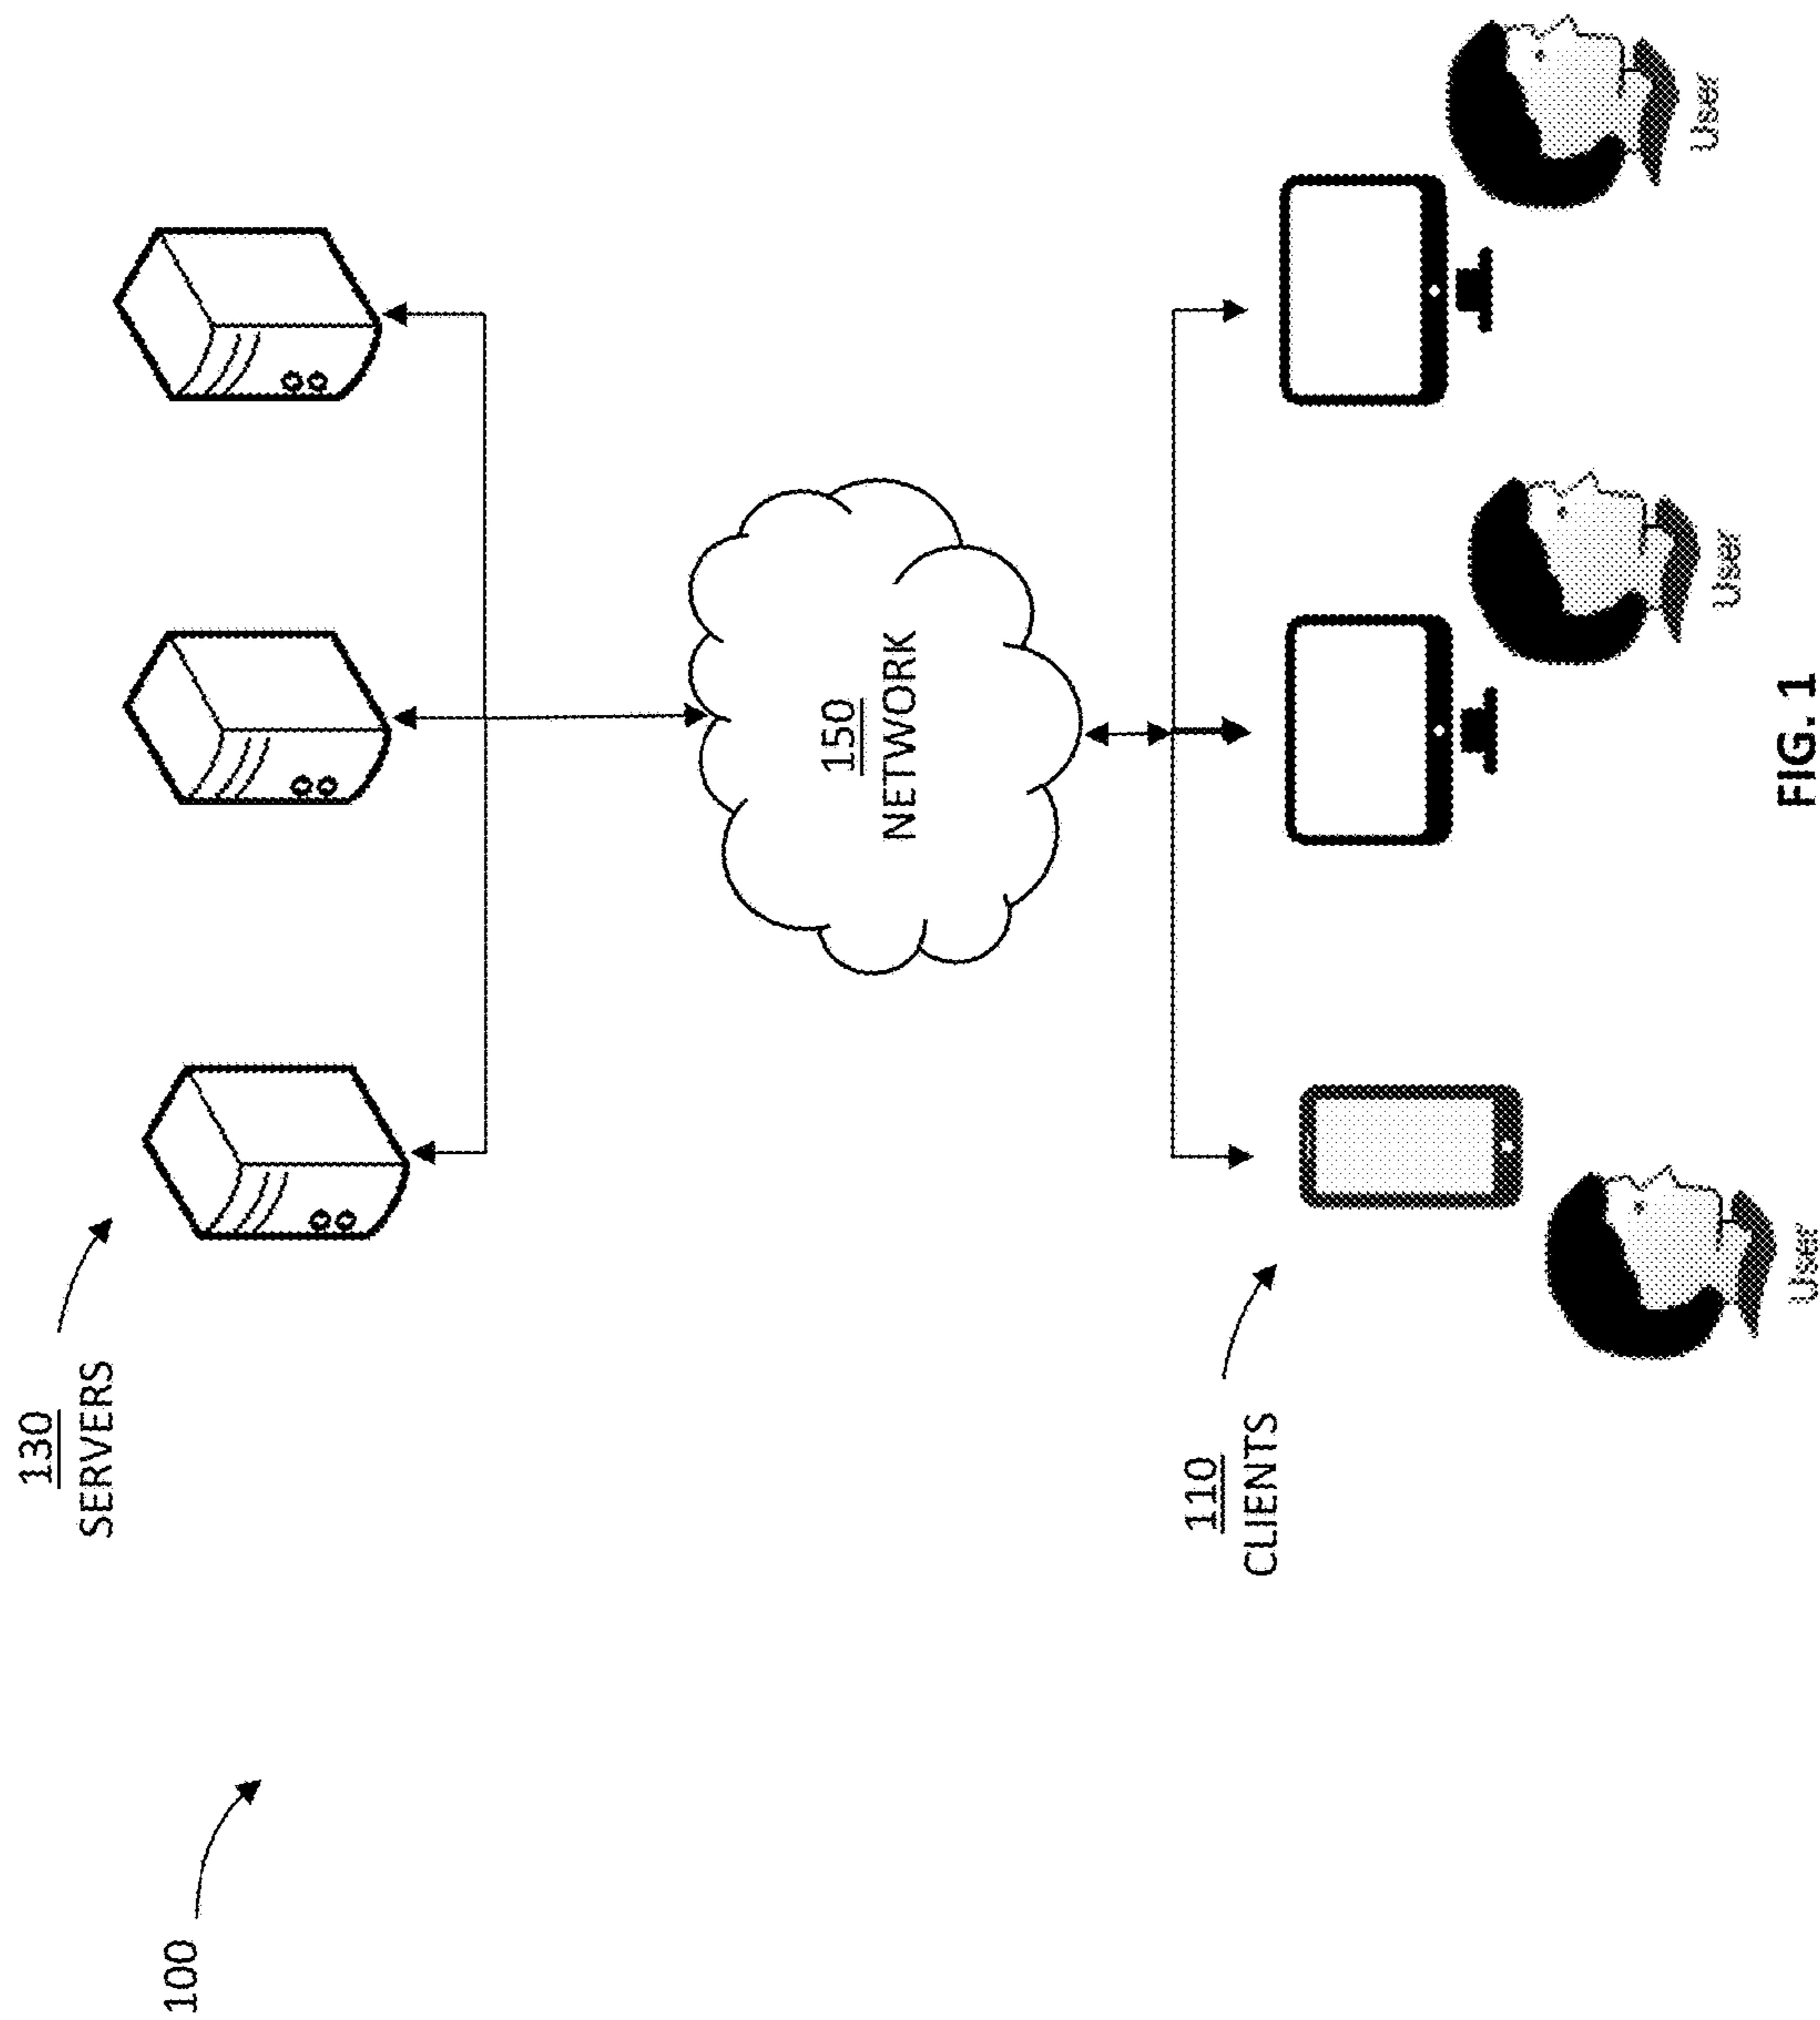 100
130
SERVERS
150
NETWORK
110
CLIENTS
User
User
User
FIG. 1